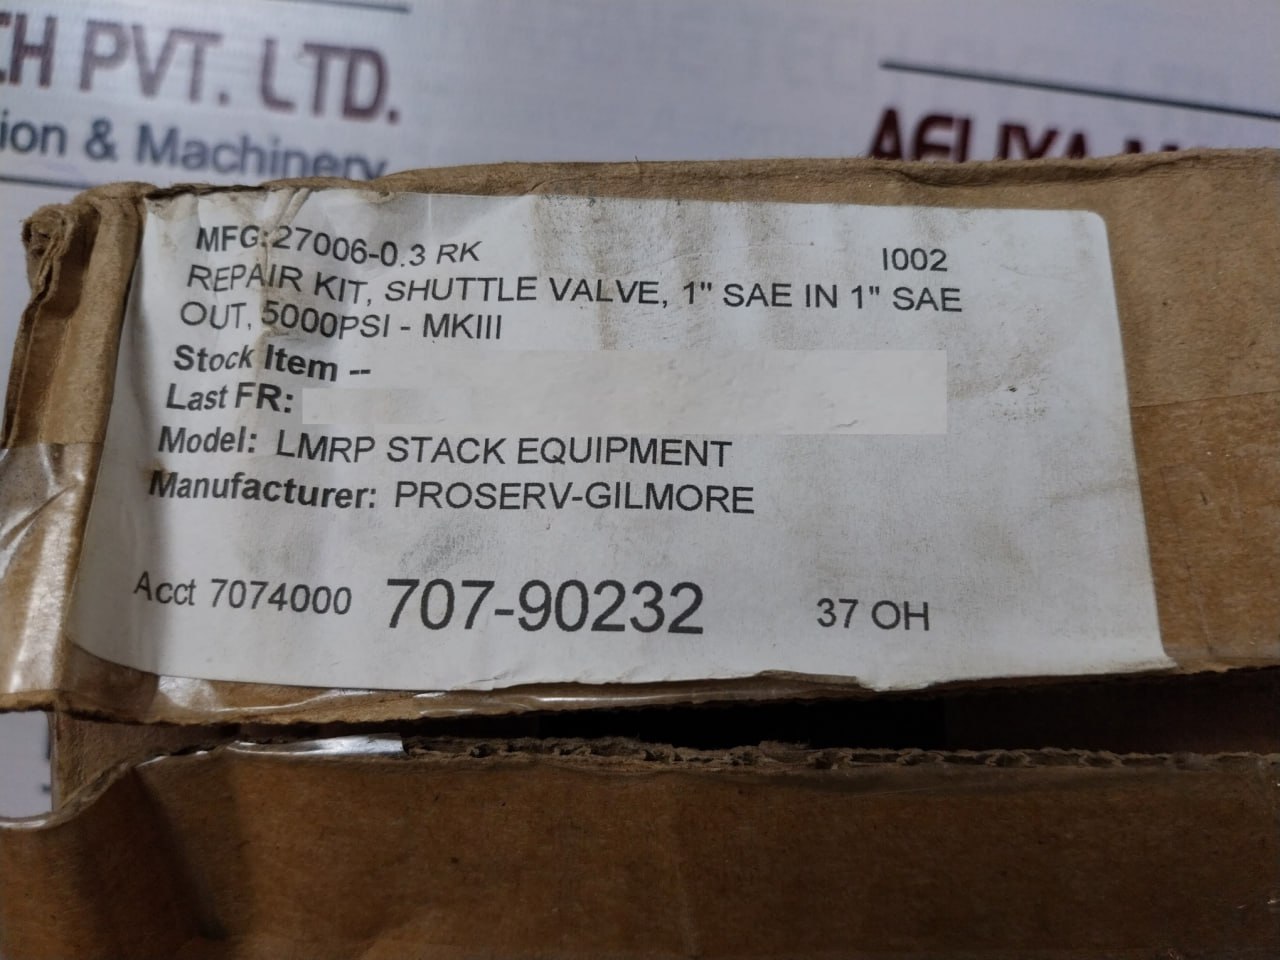 PVT. LTD.
& Machinery
AELIYA
MFG:27006-0.3 RK
I002
REPAIR KIT, SHUTTLE VALVE, 1" SAE IN 1" SAE
OUT, 5000PSI - MKIII
Stock Item --
Last FR:
Model: LMRP STACK EQUIPMENT
Manufacturer: PROSERV-GILMORE
Acct 7074000 707-90232 37 OH